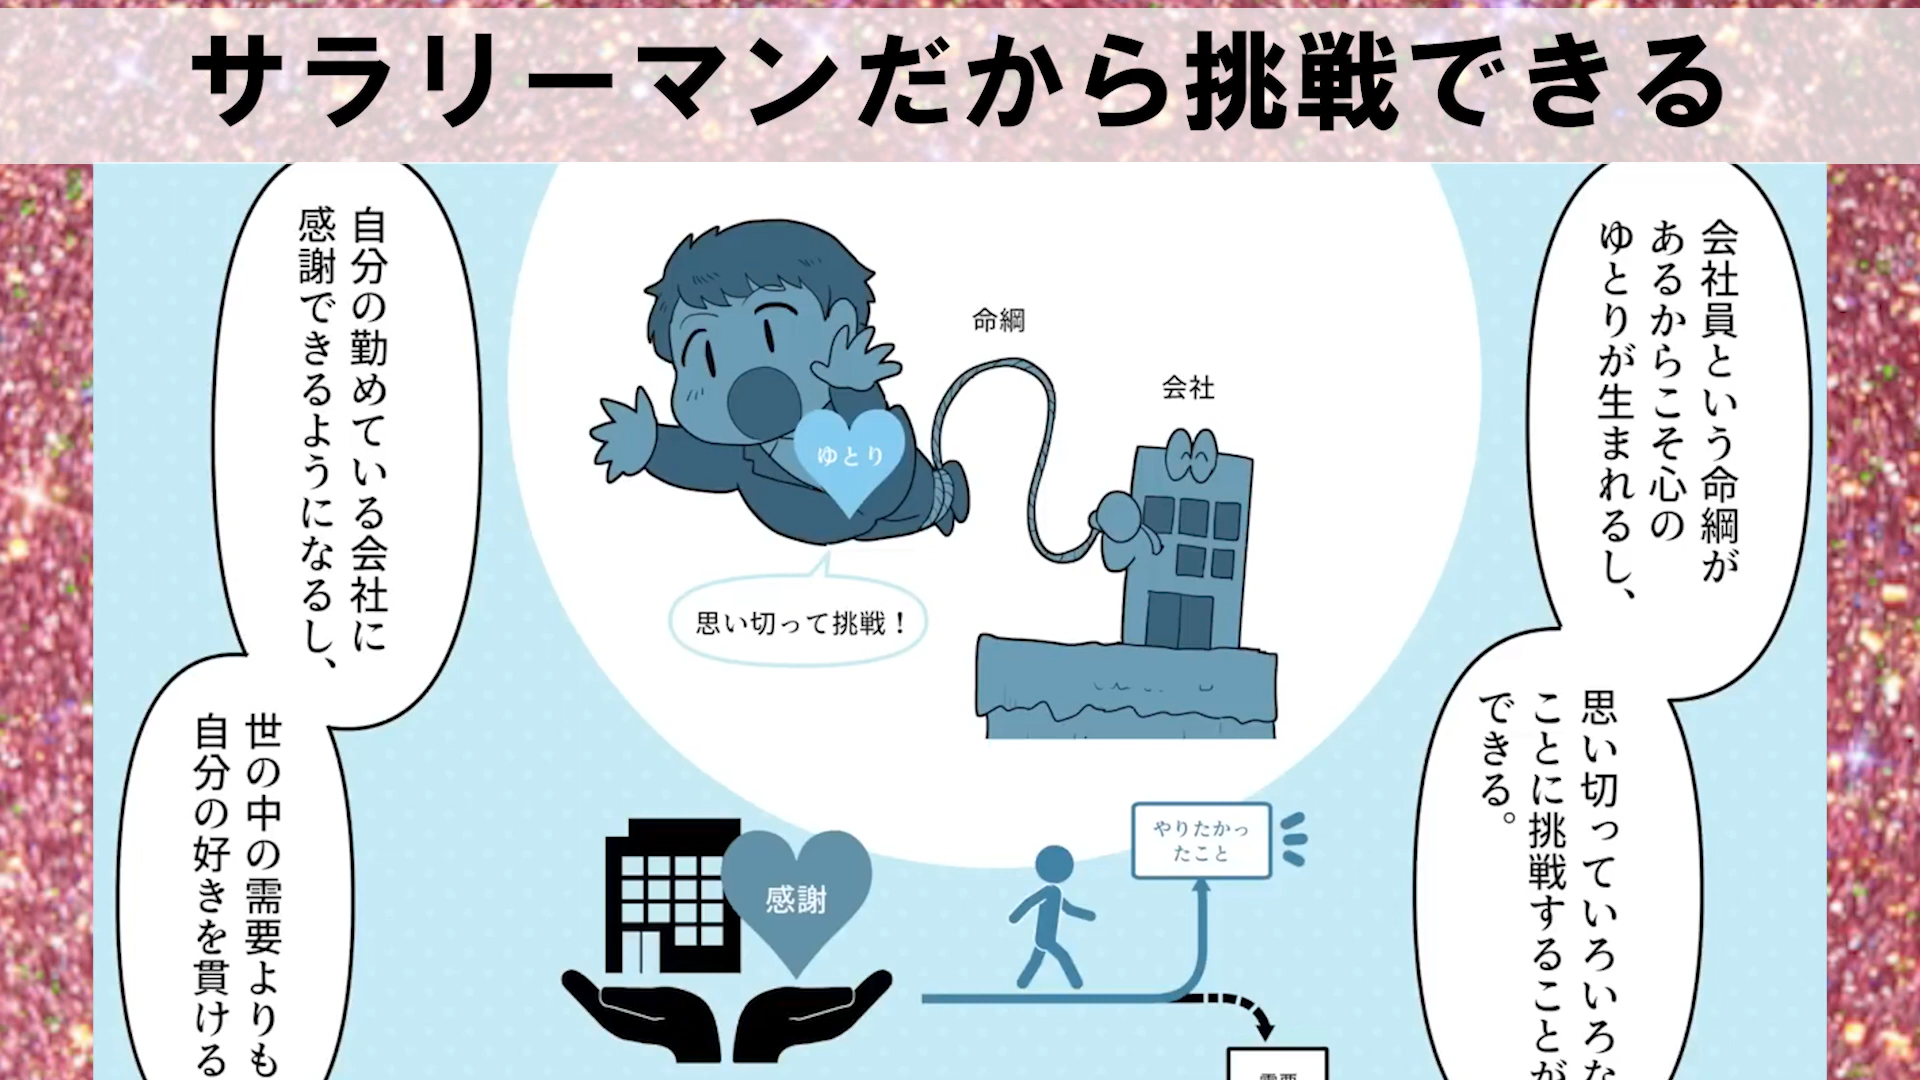 サラリーマンだから挑戦できる
会社員という命綱が
あるからこそ心の
ゆとりが生まれるし、
思い切っていろいろな
ことに挑戦することが
できる。
命綱
会社
ゆとり
思い切って挑戦！
自分の勤めている会社に
感謝できるようになるし、
世の中の需要よりも
自分の好きを貫ける
感謝
やりたかっ
たこと
需要